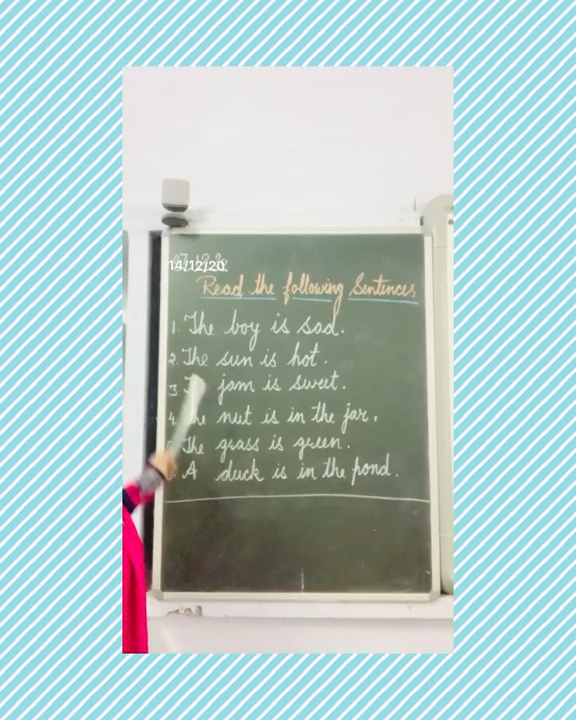 14/12/20
Read the following Sentences
1. The boy is sad.
2. The sun is hot.
3 jam is sweet.
4. The nut is in the jar.
The grass is green.
A duck is in the pond.